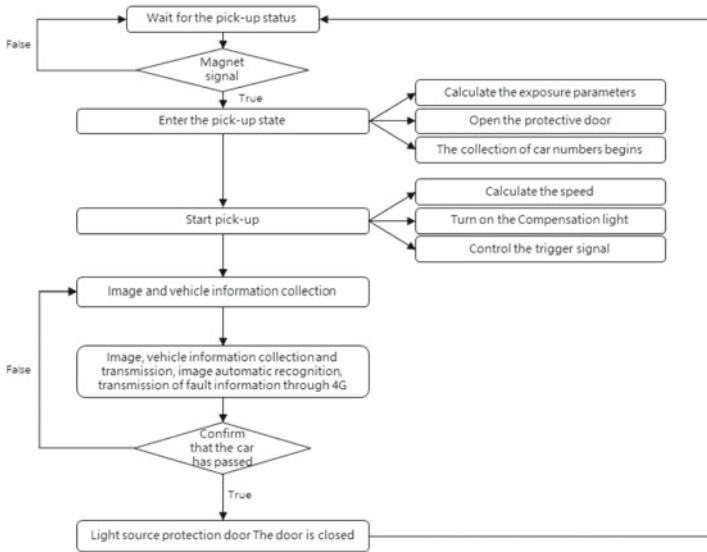 Wait for the pick-up status
False
Magnet
signal
True
Calculate the exposure parameters
Enter the pick-up state
Open the protective door
The collection of car numbers begins
Calculate the speed
Start pick-up
Turn on the Compensation light
Control the trigger signal
Image and vehicle information collection
False
Image, vehicle information collection and
transmission, image automatic recognition,
transmission of fault information through 4G
Confirm
that the car
has passed
True
Light source protection door The door is closed